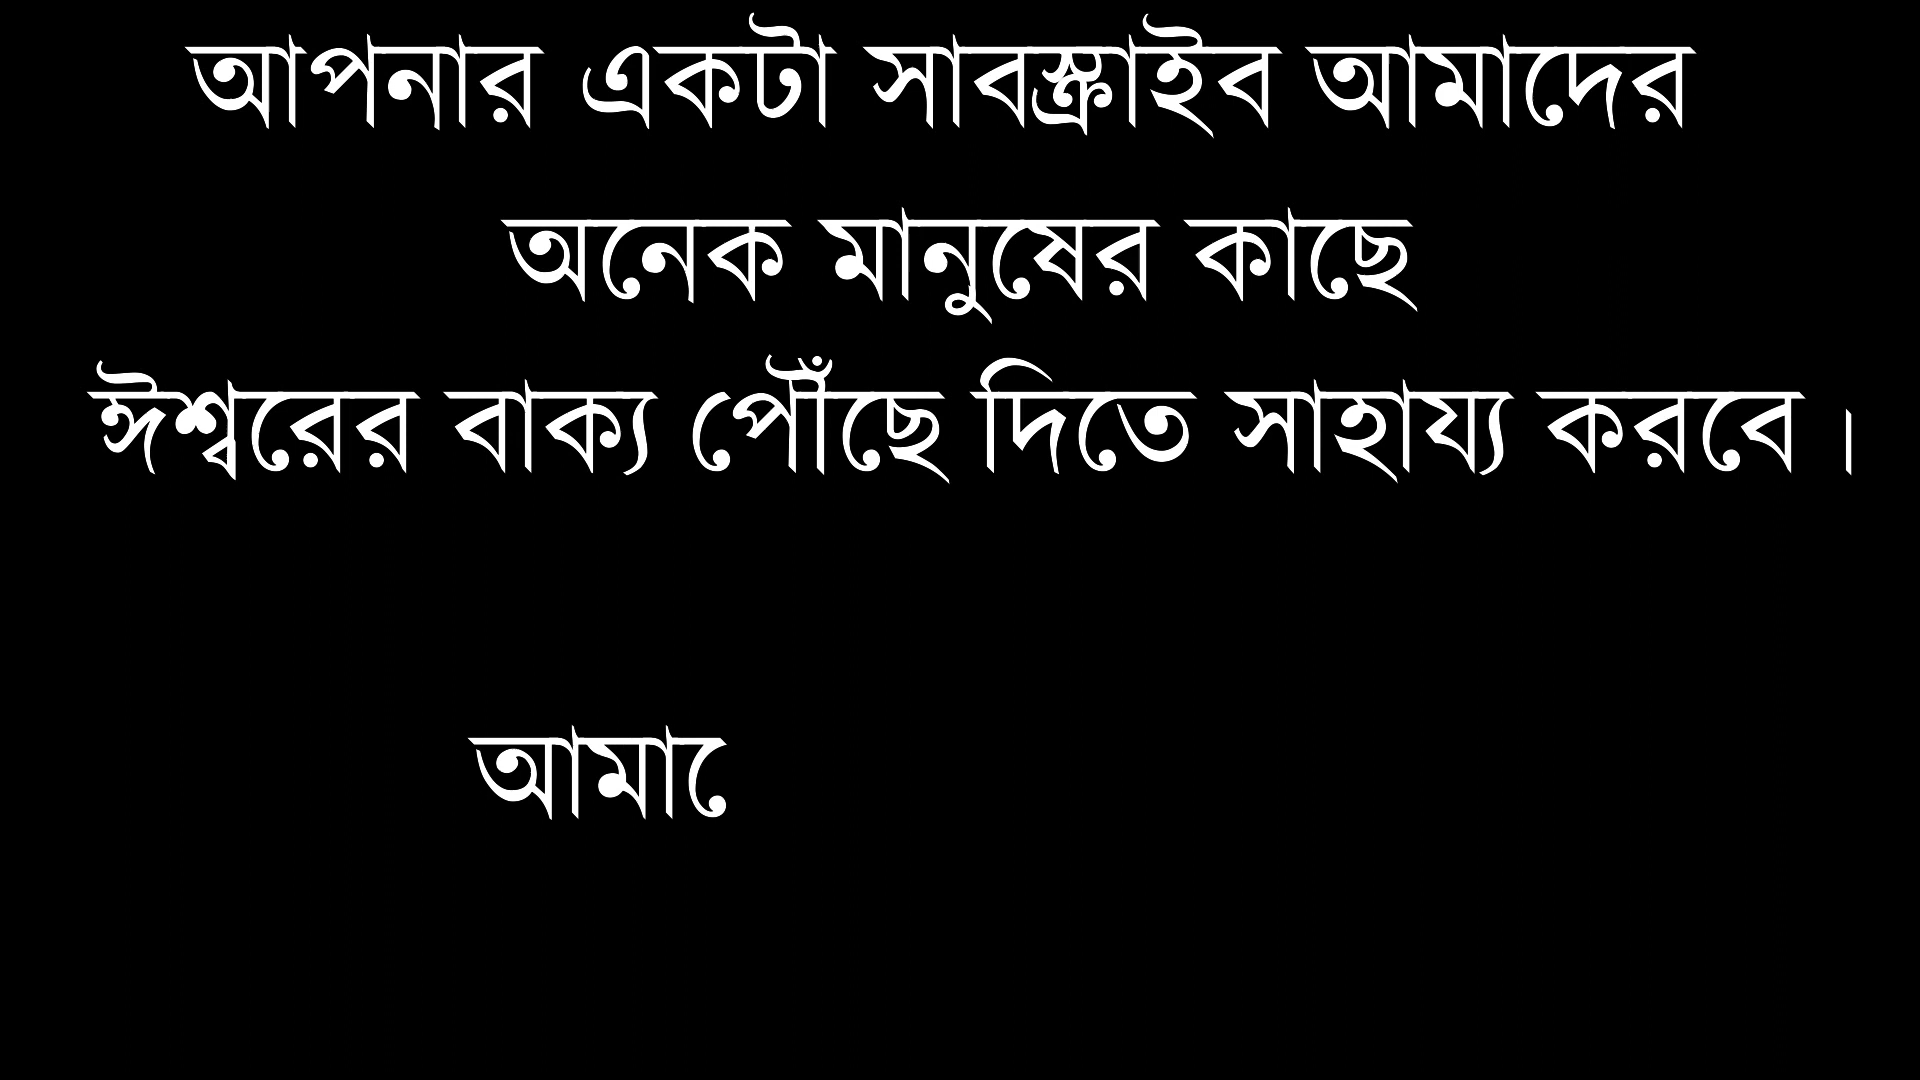 আপনার একটা সাবস্ক্রাইব আমাদের
অনেক মানুষের কাছে
ঈশ্বরের বাক্য পৌঁছে দিতে সাহায্য করবে ।
আমাে